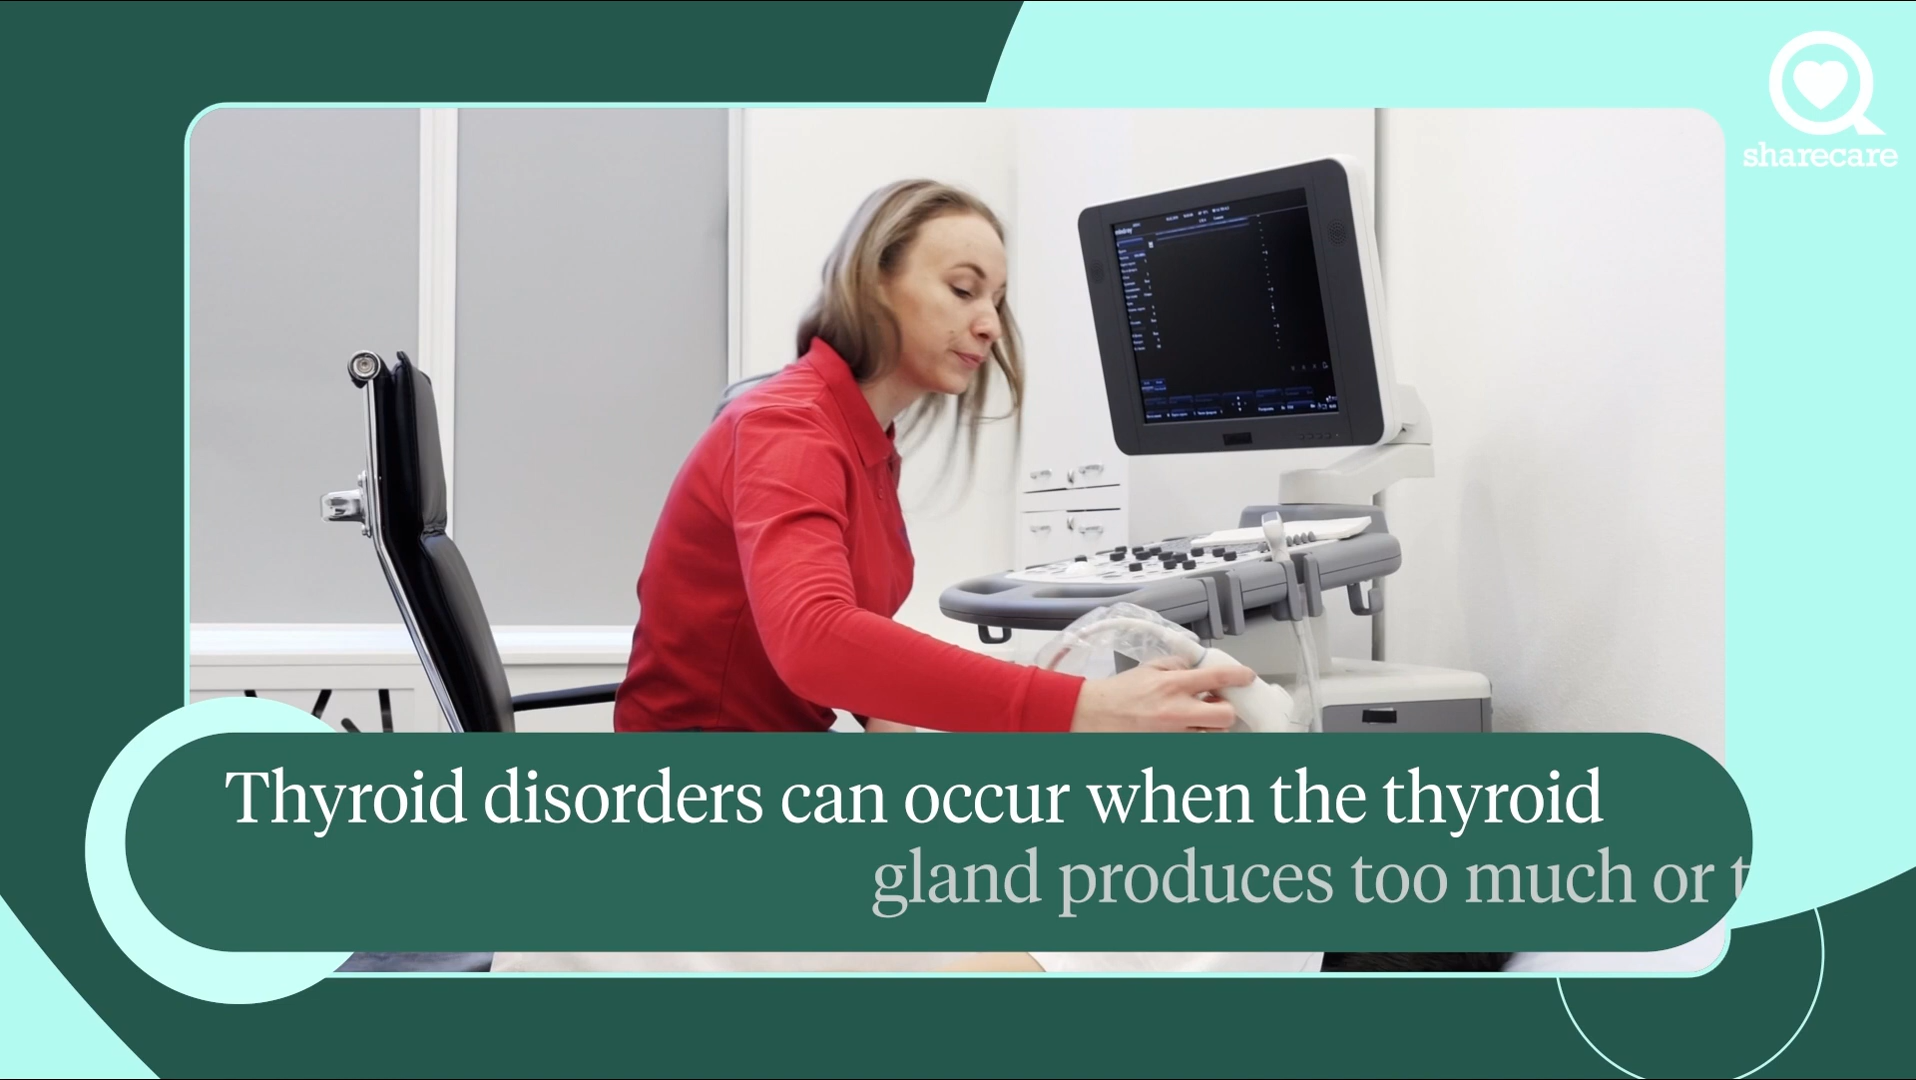 sharecare
Thyroid disorders can occur when the thyroid
gland produces too much or t